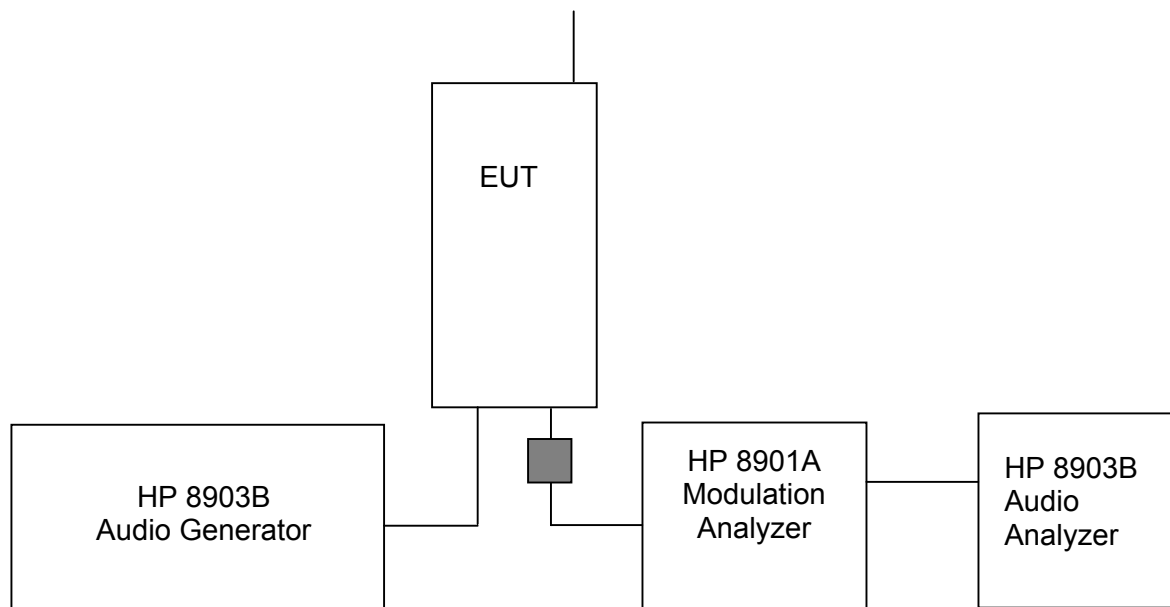 EUT
HP 8903B
Audio Generator
HP 8901A
Modulation
Analyzer
HP 8903B
Audio
Analyzer